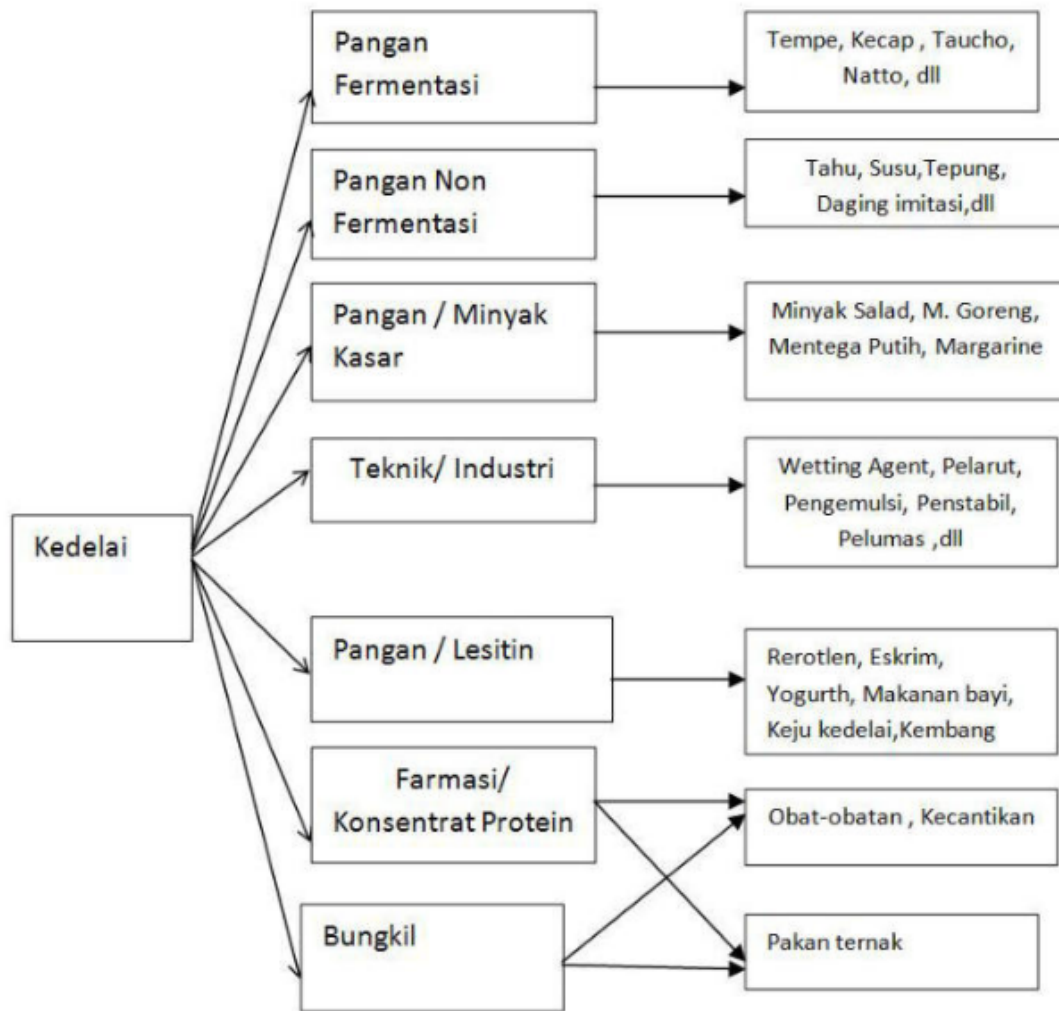 Pangan
Fermentasi
Tempe, Kecap , Taucho,
Natto, dll
Pangan Non
Fermentasi
Tahu, Susu,Tepung,
Daging imitasi,dll
Pangan / Minyak
Kasar
Minyak Salad, M. Goreng,
Mentega Putih, Margarine
Teknik/ Industri
Wetting Agent, Pelarut,
Pengemulsi, Penstabil,
Pelumas ,dll
Kedelai
Pangan / Lesitin
Rerotlen, Eskrim,
Yogurth, Makanan bayi,
Keju kedelai,Kembang
Farmasi/
Konsentrat Protein
Obat-obatan , Kecantikan
Bungkil
Pakan ternak